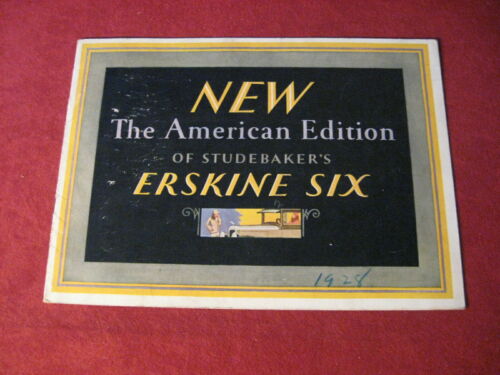 NEW
The American Edition
OF STUDEBAKER'S
ERSKINE SIX
1928